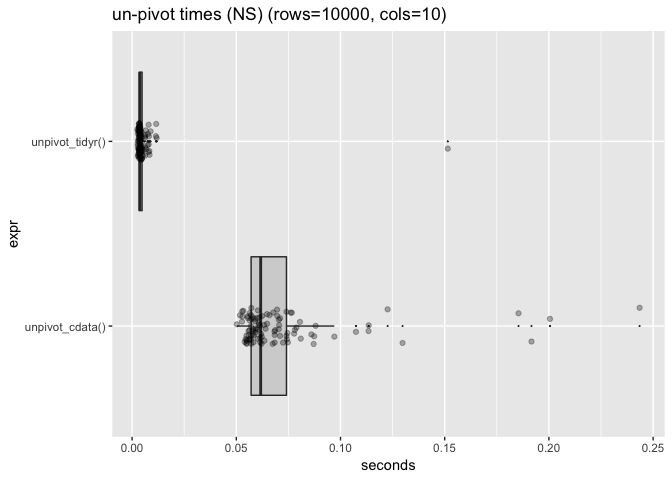 un-pivot times (NS) (rows=10000, cols=10)
expr
unpivot_tidyr()
unpivot_cdata()
0.00 0.05 0.10 0.15 0.20 0.25
seconds